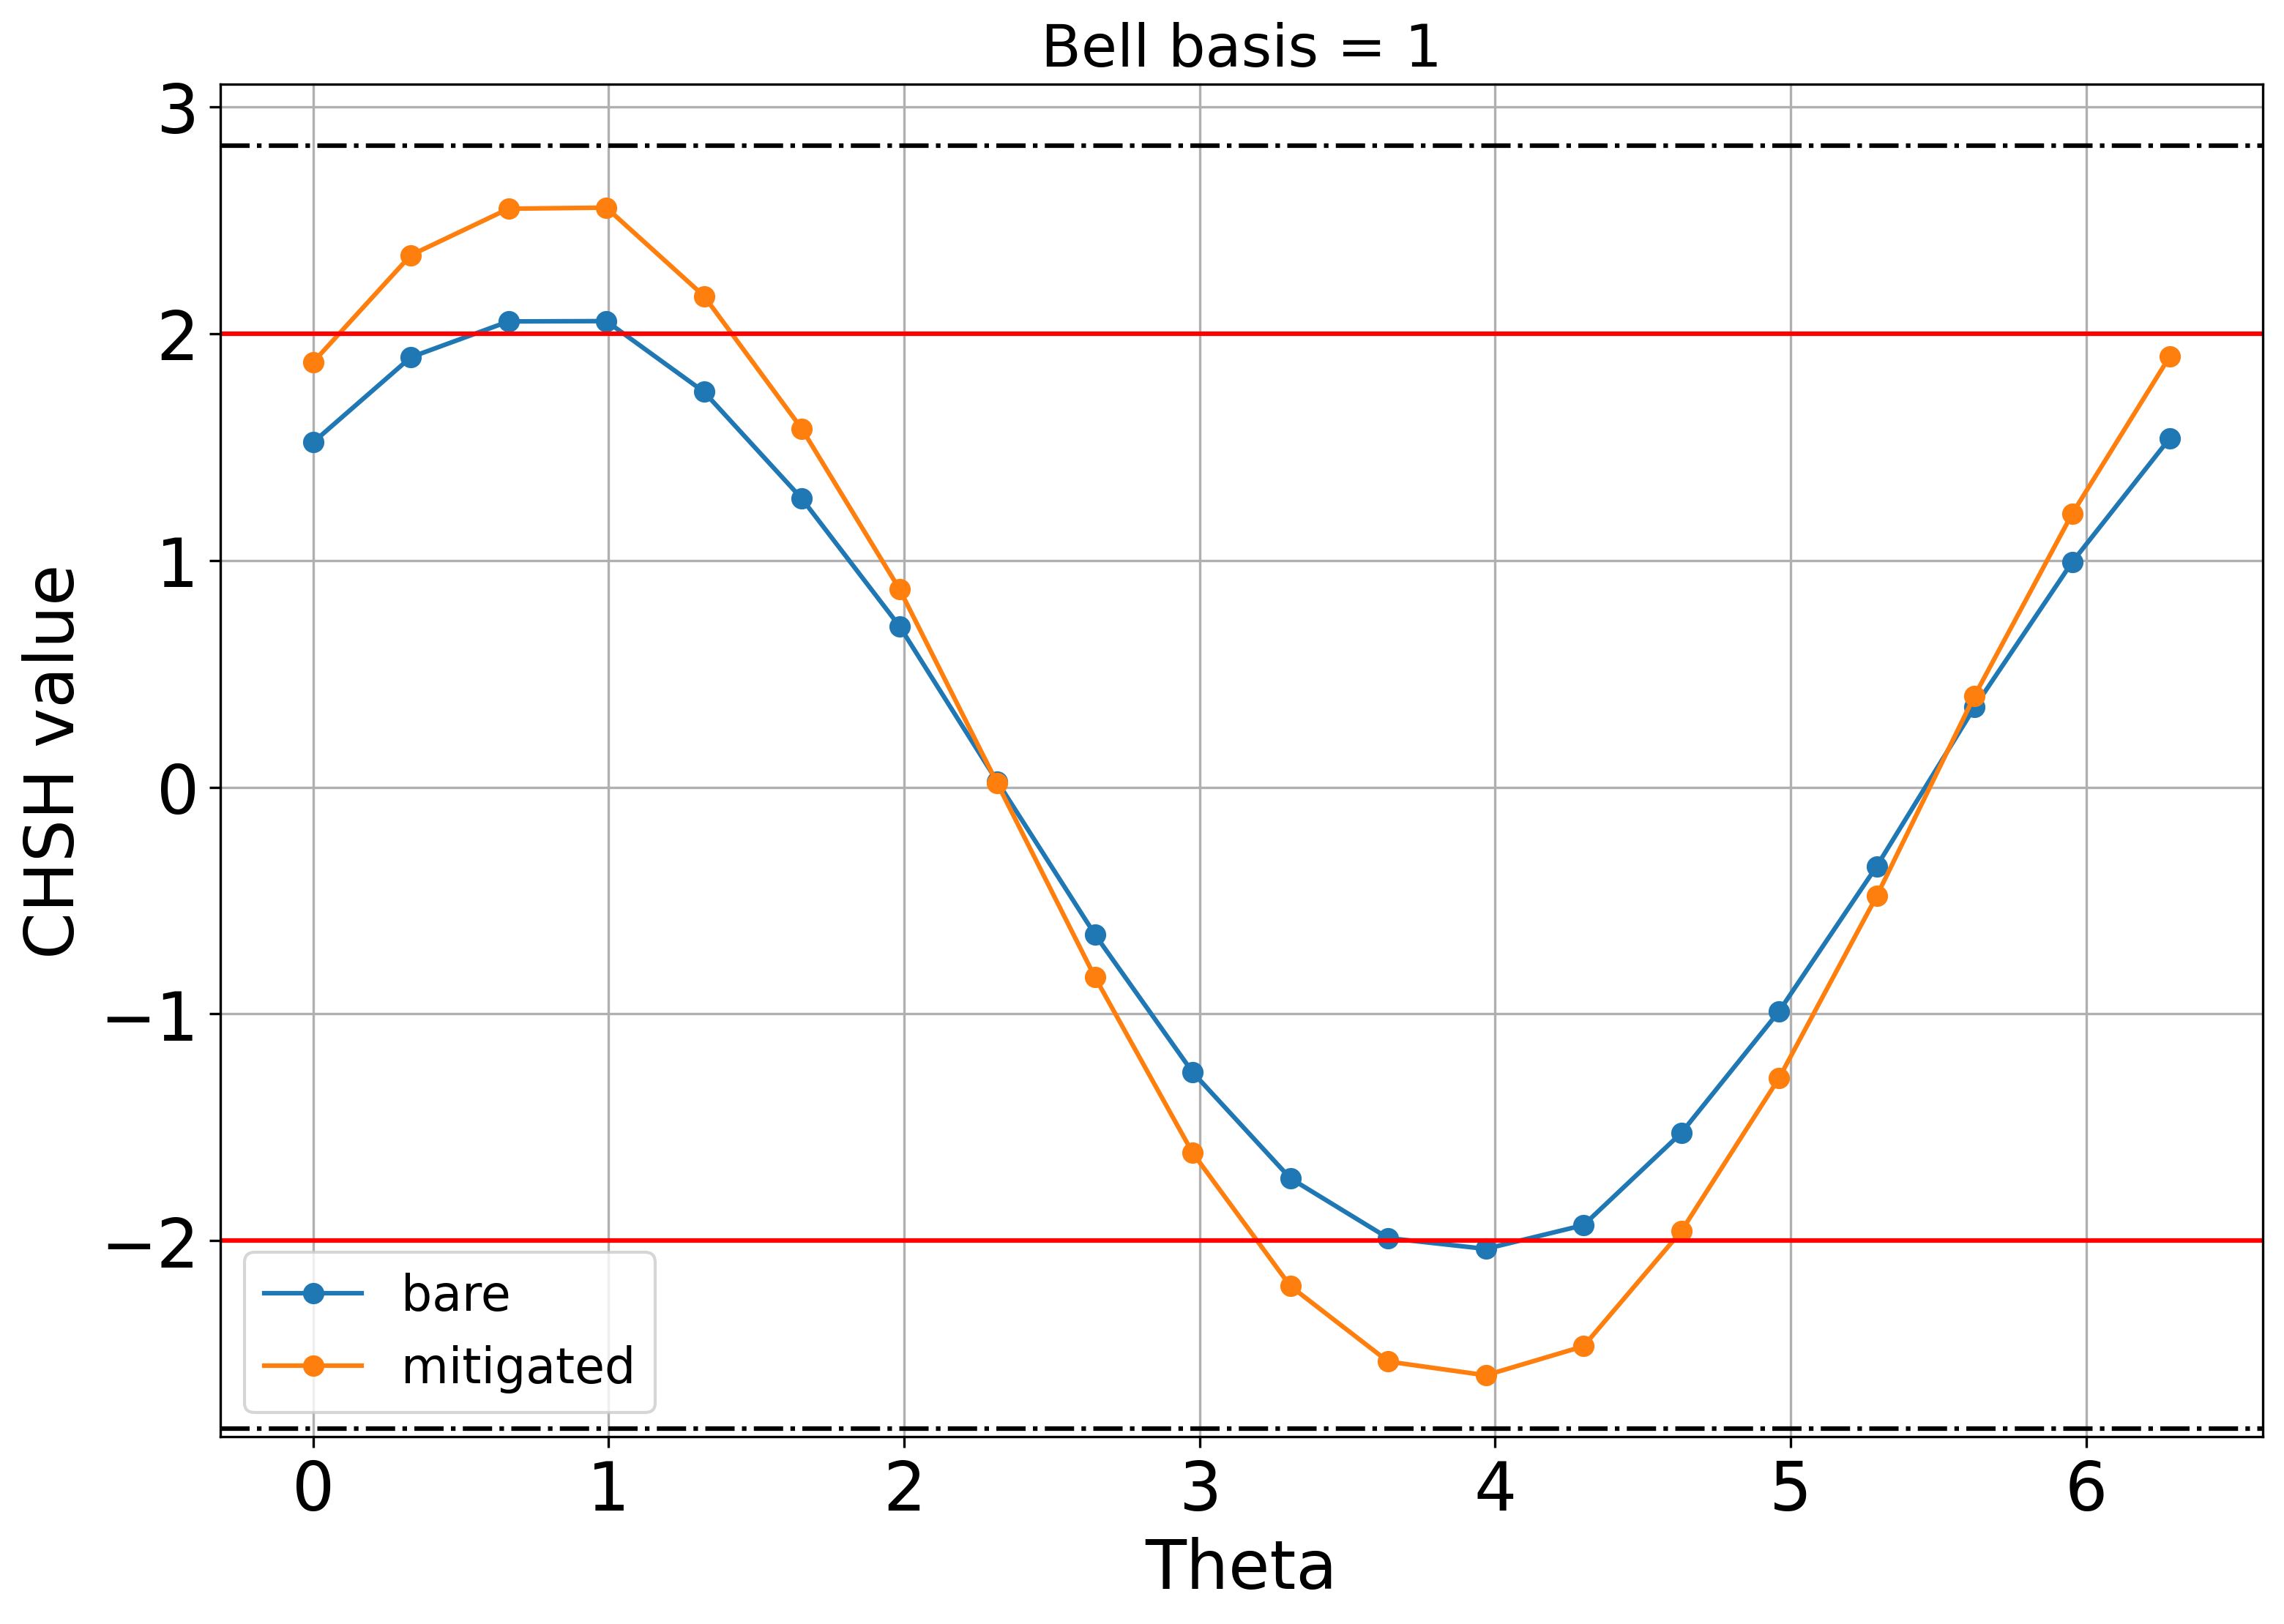 Bell basis = 1
3
2
1
0
−1
−2
CHSH value
bare
mitigated
0 1 2 3 4 5 6
Theta